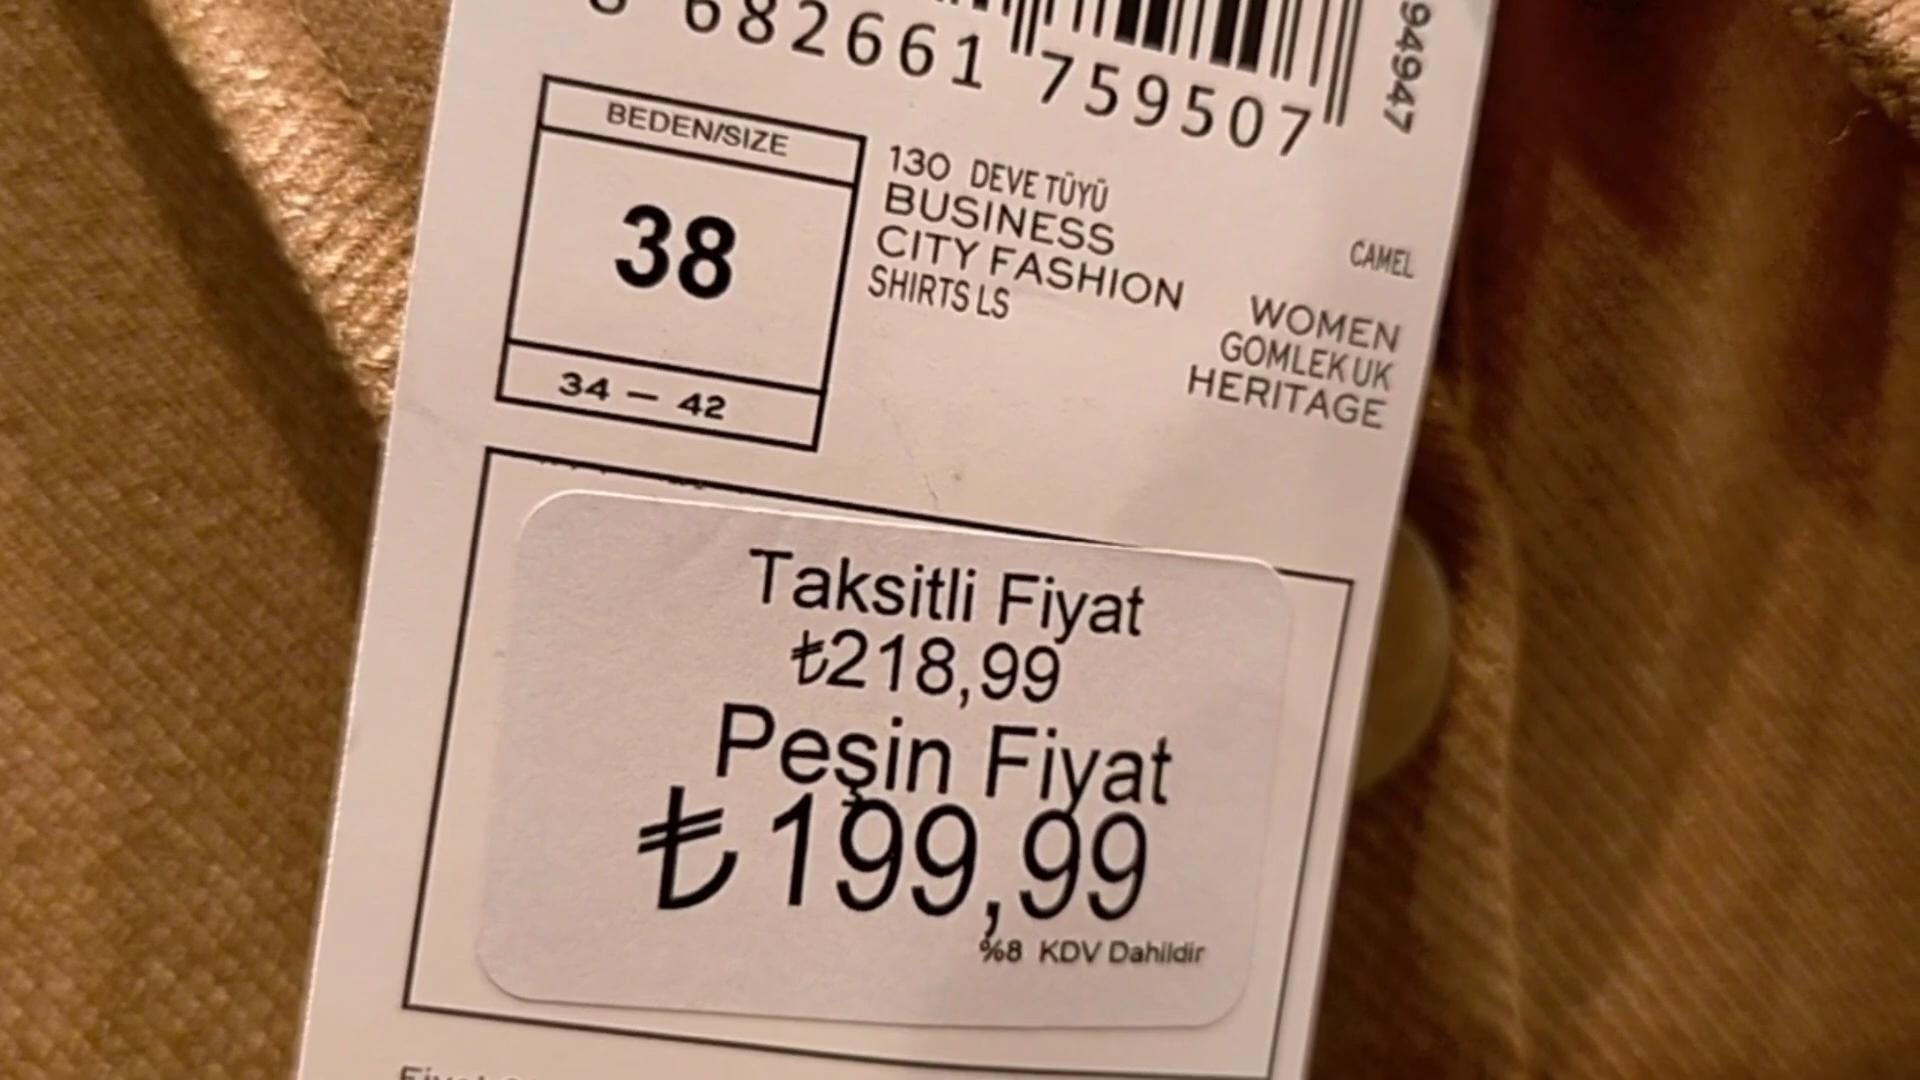 682661 759507
94947
BEDEN/SIZE
38
34 — 42
130 DEVE TÜYÜ
BUSINESS
CITY FASHION
SHIRTS LS
CAMEL
WOMEN
GOMLEK UK
HERITAGE
Taksitli Fiyat
₺218,99
Peşin Fiyat
₺199,99
%8 KDV Dahildir